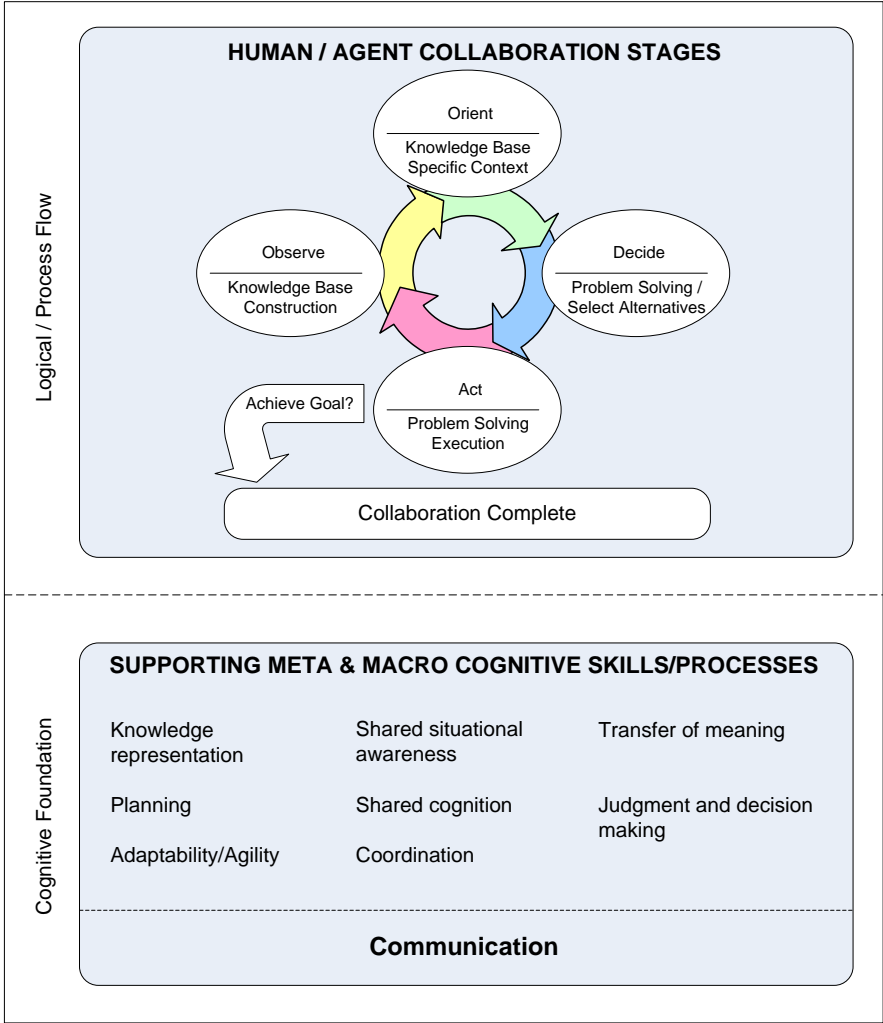 HUMAN / AGENT COLLABORATION STAGES
Orient
Knowledge Base
Specific Context
Observe
Knowledge Base
Construction
Decide
Problem Solving /
Select Alternatives
Act
Problem Solving
Execution
Achieve Goal?
Collaboration Complete
Logical / Process Flow
SUPPORTING META & MACRO COGNITIVE SKILLS/PROCESSES
Knowledge
representation
Shared situational
awareness
Transfer of meaning
Planning
Shared cognition
Judgment and decision
making
Adaptability/Agility
Coordination
Communication
Cognitive Foundation